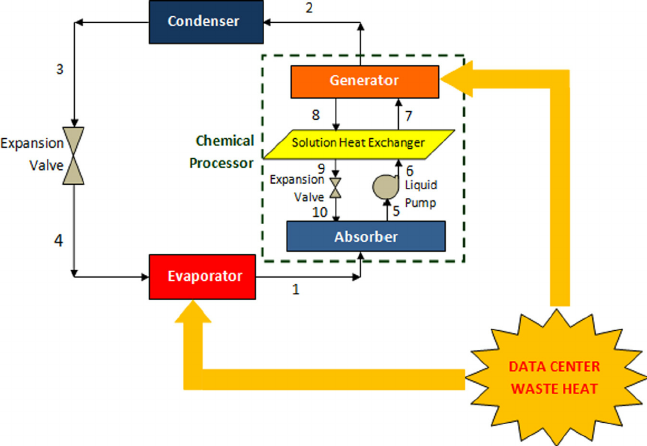 2
Condenser
3
Generator
8
7
Chemical
Processor
Solution Heat Exchanger
Expansion
Valve
9
6
Expansion
Valve
Liquid
Pump
10
5
4
Absorber
Evaporator
1
DATA CENTER
WASTE HEAT